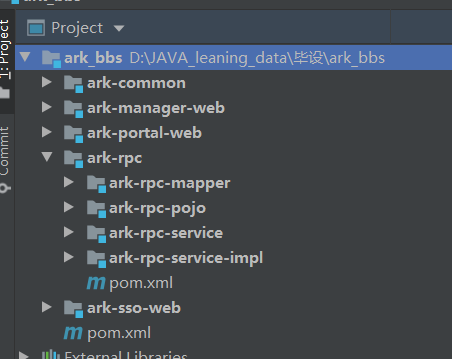 ark_bbs
1: Project
Commit
Project
ark_bbs D:\JAVA_leaning_data\毕设\ark_bbs
ark-common
ark-manager-web
ark-portal-web
ark-rpc
ark-rpc-mapper
ark-rpc-pojo
ark-rpc-service
ark-rpc-service-impl
m pom.xml
ark-sso-web
m pom.xml
External Libraries